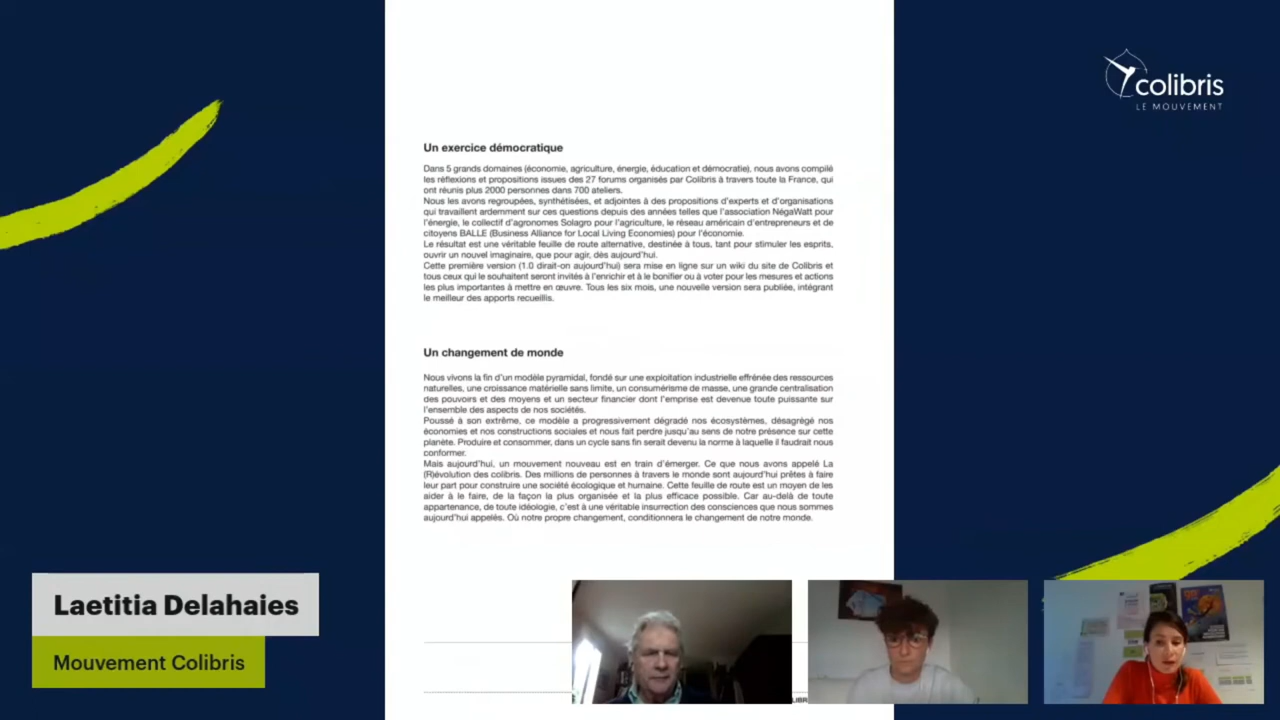 colibris
LE MOUVEMENT
Un exercice démocratique
Dans 5 grands domaines (économie, agriculture, énergie, éducation et démocratie), nous avons compilé
les réflexions et propositions issues des 27 forums organisés par Colibris à travers toute la France, qui
ont réunis plus 2000 personnes dans 700 ateliers.
Nous les avons regroupées, synthétisées, et adjointes à des propositions d'experts et d'organisations
qui travaillent ardemment sur ces questions depuis des années telles que l'association NégaWatt pour
l'énergie, le collectif d'agronomes Solagro pour l'agriculture, le réseau américain d'entrepreneurs et de
citoyens BALLE (Business Alliance for Local Living Economies) pour l'économie.
Le résultat est une véritable feuille de route alternative, destinée à tous, tant pour stimuler les esprits,
ouvrir un nouvel imaginaire, que pour agir, dès aujourd'hui.
Cette première version (1.0 dirait-on aujourd'hui) sera mise en ligne sur un wiki du site de Colibris et
tous ceux qui le souhaitent seront invités à l'enrichir et à le bonifier ou à voter pour les mesures et actions
les plus importantes à mettre en œuvre. Tous les six mois, une nouvelle version sera publiée, intégrant
le meilleur des apports recueillis.
Un changement de monde
Nous vivons la fin d'un modèle pyramidal, fondé sur une exploitation industrielle effrénée des ressources
naturelles, une croissance matérielle sans limite, un consumérisme de masse, une grande centralisation
des pouvoirs et des moyens et un secteur financier dont l'emprise est devenue toute puissante sur
l'ensemble des aspects de nos sociétés.
Poussé à son extrême, ce modèle a progressivement dégradé nos écosystèmes, désagrégé nos
économies et nos constructions sociales et nous fait perdre jusqu'au sens de notre présence sur cette
planète. Produire et consommer, dans un cycle sans fin serait devenu la norme à laquelle il faudrait nous
conformer.
Mais aujourd'hui, un mouvement nouveau est en train d'émerger. Ce que nous avons appelé La
(R)évolution des colibris. Des millions de personnes à travers le monde sont aujourd'hui prêtes à faire
leur part pour construire une société écologique et humaine. Cette feuille de route est un moyen de les
aider à le faire, de la façon la plus organisée et la plus efficace possible. Car au-delà de toute
appartenance, de toute idéologie, c'est à une véritable insurrection des consciences que nous sommes
aujourd'hui appelés. Où notre propre changement, conditionnera le changement de notre monde.
Laetitia Delahaies
Mouvement Colibris